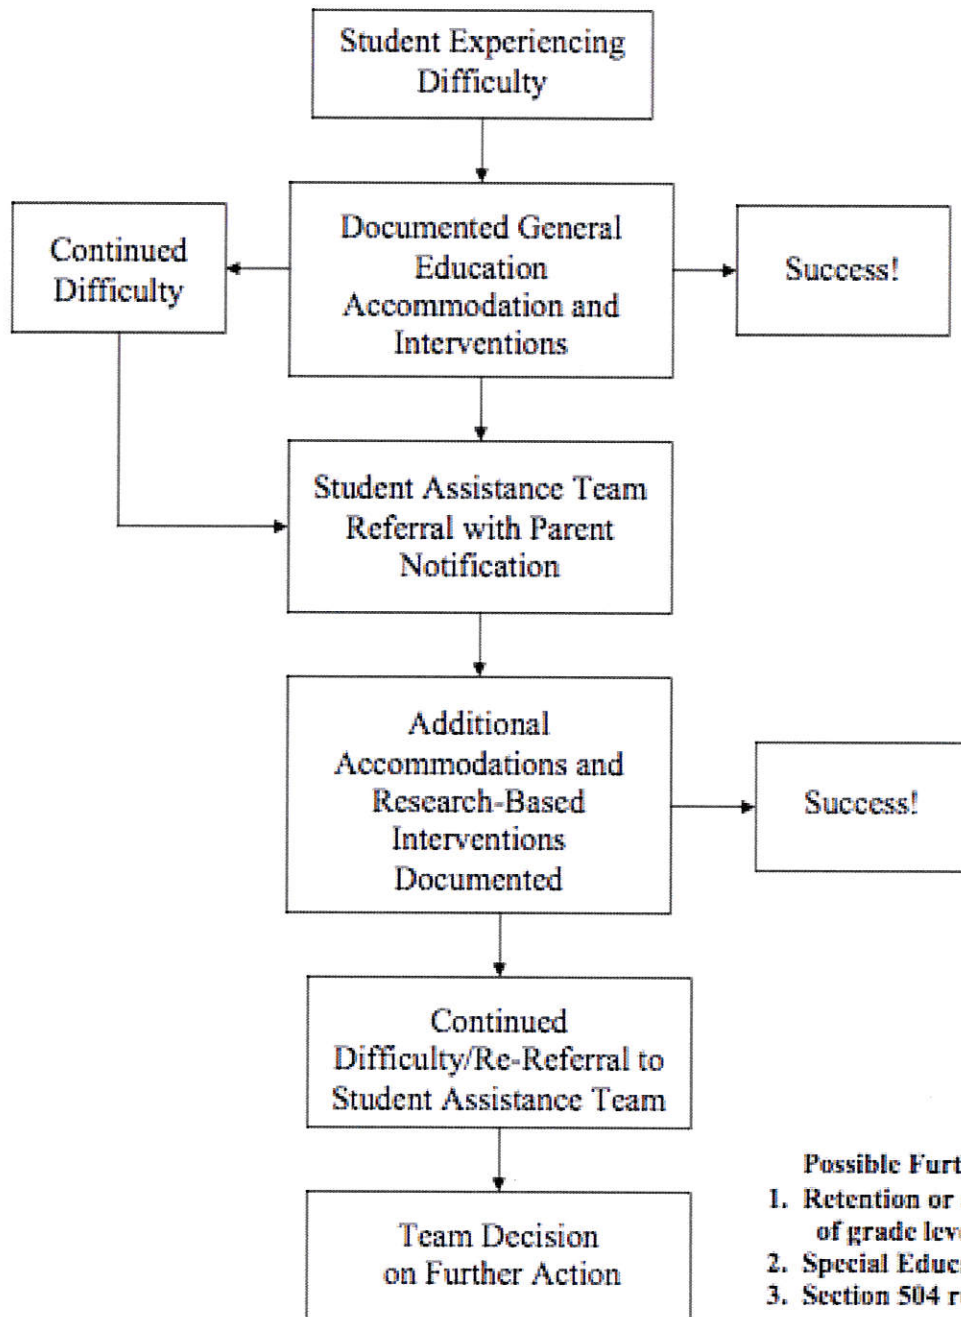 Student Experiencing
Difficulty
Documented General
Education
Accommodation and
Interventions
Continued
Difficulty
Success!
Student Assistance Team
Referral with Parent
Notification
Additional
Accommodations and
Research-Based
Interventions
Documented
Success!
Continued
Difficulty/Re-Referral to
Student Assistance Team
Team Decision
on Further Action
Possible
1. Retention or
of grade
2. Special
3. Section 504